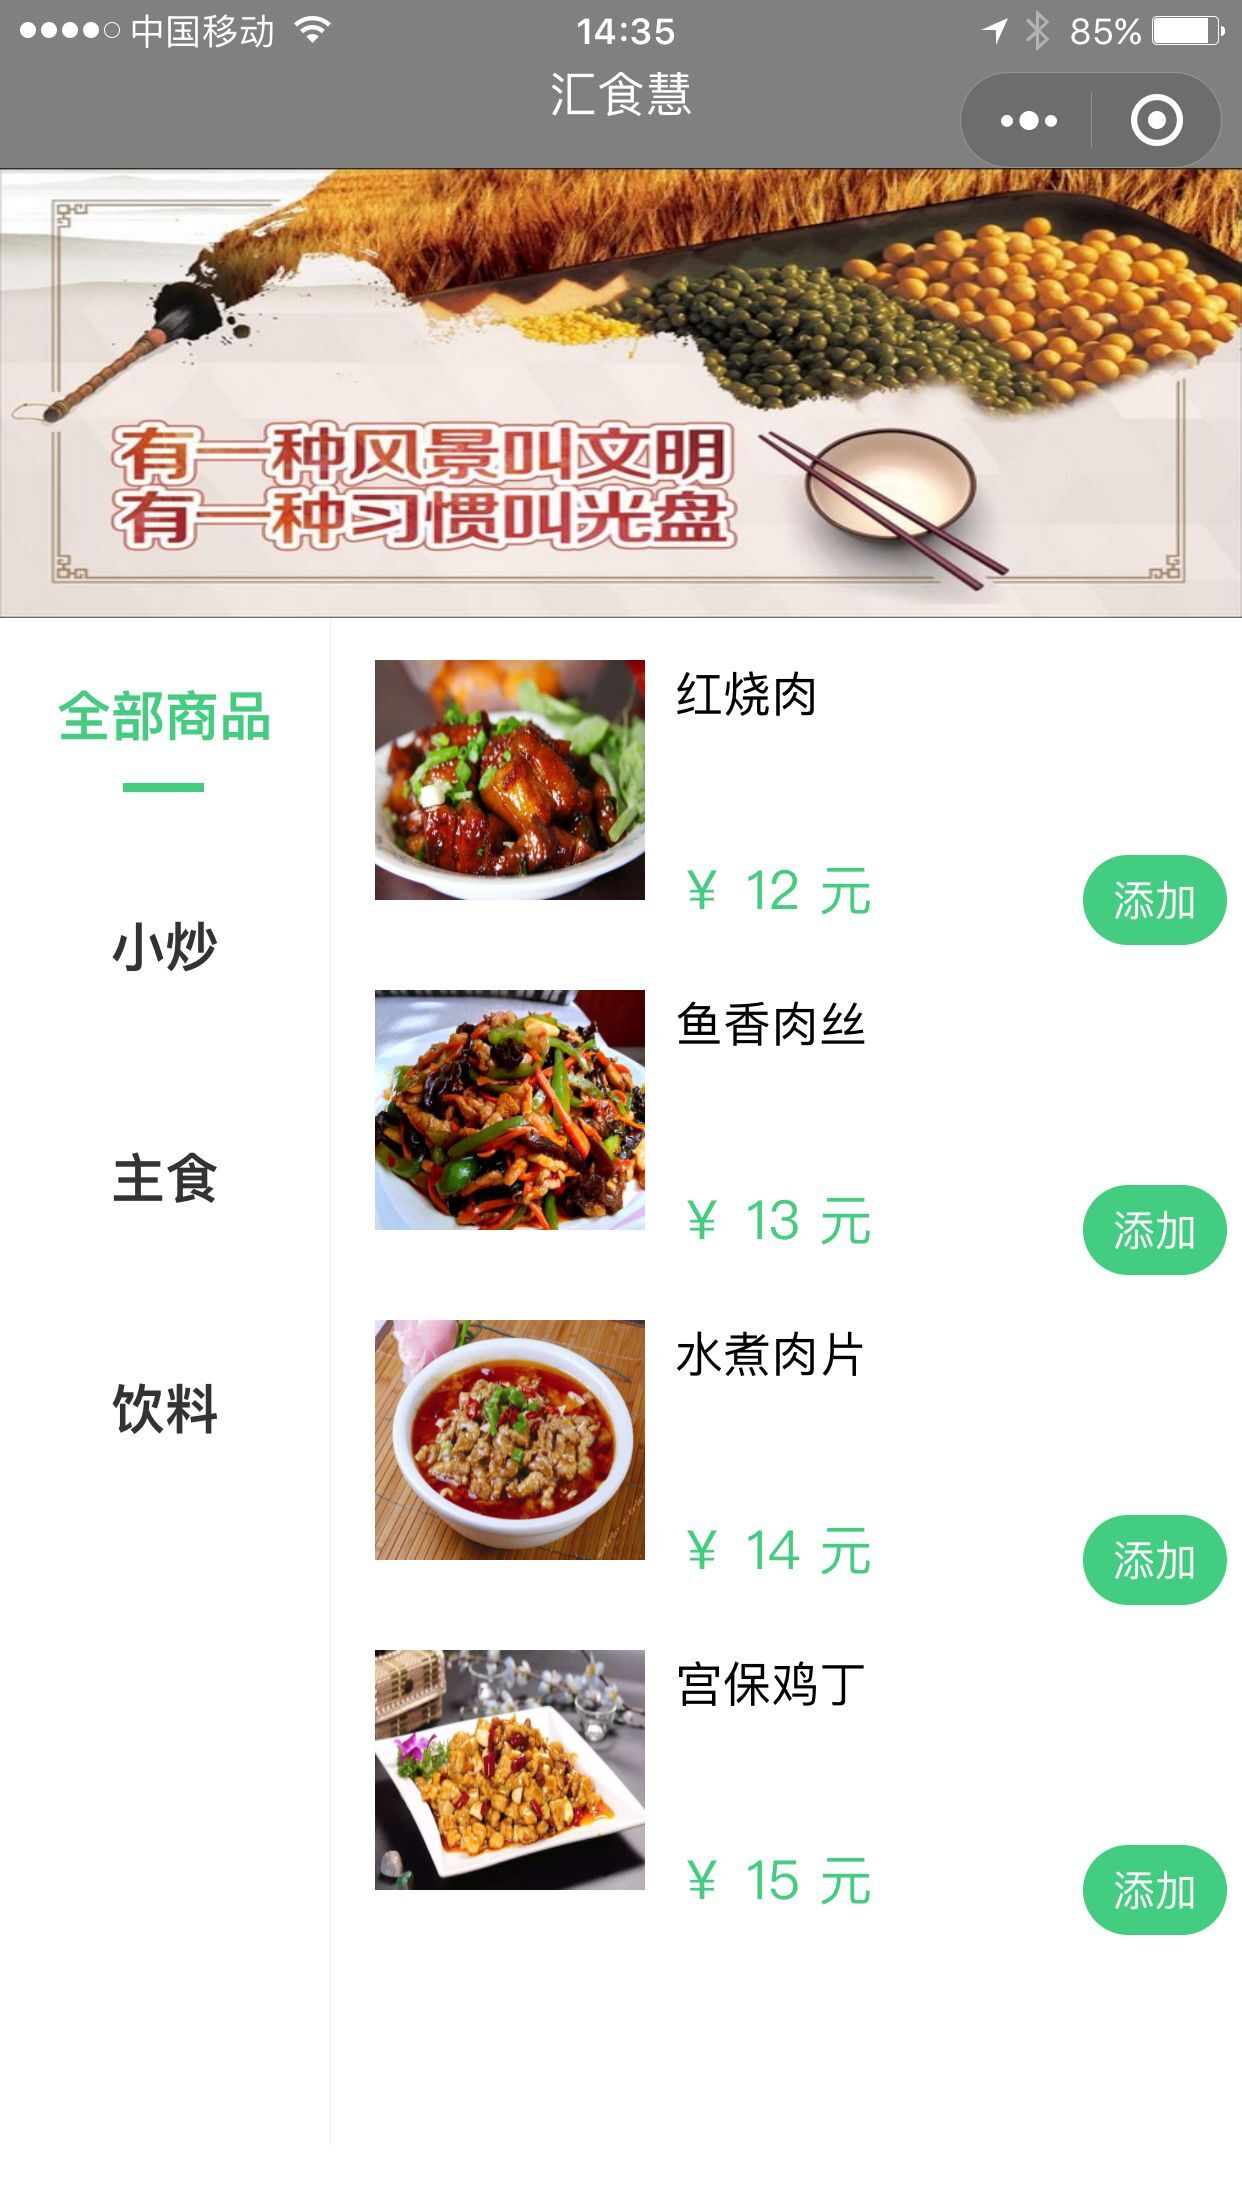 中国移动
14:35
85%
汇食慧
有一种风景叫文明
有一种习惯叫光盘
全部商品
小炒
主食
饮料
红烧肉
¥ 12 元
添加
鱼香肉丝
¥ 13 元
添加
水煮肉片
¥ 14 元
添加
宫保鸡丁
¥ 15 元
添加